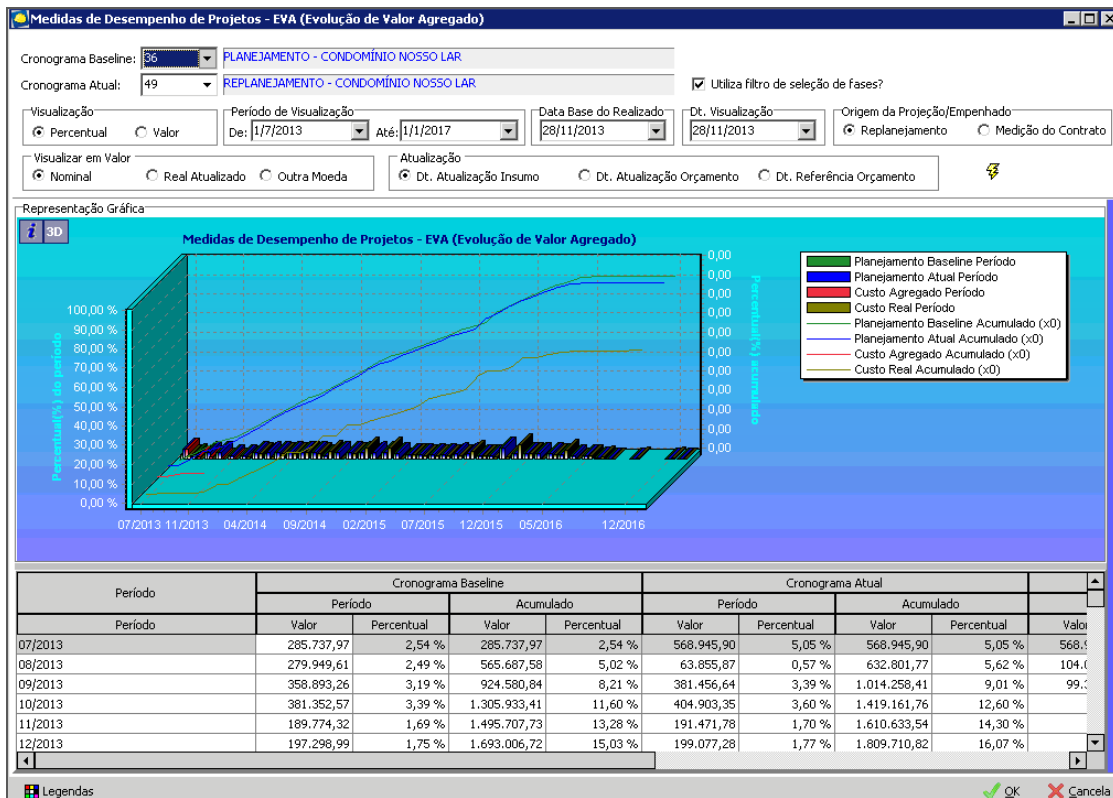 Medidas de Desempenho de Projetos - EVA (Evolução de Valor Agregado)
Cronograma Baseline: 36 PLANEJAMENTO - CONDOMÍNIO NOSSO LAR
Cronograma Atual: 49 REPLANEJAMENTO - CONDOMÍNIO NOSSO LAR Utiliza filtro de seleção de fases?
Visualização Período de Visualização Data Base do Realizado Dt. Visualização Origem da Projeção/Empenhado
Percentual Valor De: 1/7/2013 Até: 1/1/2017 28/11/2013 28/11/2013 Replanejamento Medição do Contrato
Visualizar em Valor Atualização
Nominal Real Atualizado Outra Moeda Dt. Atualização Insumo Dt. Atualização Orçamento Dt. Referência Orçamento
Representação Gráfica
i 3D
Medidas de Desempenho de Projetos - EVA (Evolução de Valor Agregado)
Percentual(%) do período
100,00 %
90,00 %
80,00 %
70,00 %
60,00 %
50,00 %
40,00 %
30,00 %
20,00 %
10,00 %
0,00 %
07/2013 11/2013 04/2014 09/2014 02/2015 07/2015 12/2015 05/2016 12/2016
0,00
0,00
0,00
0,00
0,00
0,00
0,00
0,00
0,00
0,00
0,00
Percentual(%) acumulado
Planejamento Baseline Período
Planejamento Atual Período
Custo Agregado Período
Custo Real Período
Planejamento Baseline Acumulado (x0)
Planejamento Atual Acumulado (x0)
Custo Agregado Acumulado (x0)
Custo Real Acumulado (x0)
Período Cronograma Baseline Cronograma Atual
Período Acumulado Período Acumulado
Período Valor Percentual Valor Percentual Valor Percentual Valor Percentual Valor
07/2013 285.737,97 2,54 % 285.737,97 2,54 % 568.945,90 5,05 % 568.945,90 5,05 %
08/2013 279.949,61 2,49 % 565.687,58 5,02 % 63.855,87 0,57 % 632.801,77 5,62 %
09/2013 358.893,26 3,19 % 924.580,84 8,21 % 381.456,64 3,39 % 1.014.258,41 9,01 %
10/2013 381.352,57 3,39 % 1.305.933,41 11,60 % 404.903,35 3,60 % 1.419.161,76 12,60 %
11/2013 189.774,32 1,69 % 1.495.707,73 13,28 % 191.471,78 1,70 % 1.610.633,54 14,30 %
12/2013 197.298,99 1,75 % 1.693.006,72 15,03 % 199.077,28 1,77 % 1.809.710,82 16,07 %
Legendas OK Cancela